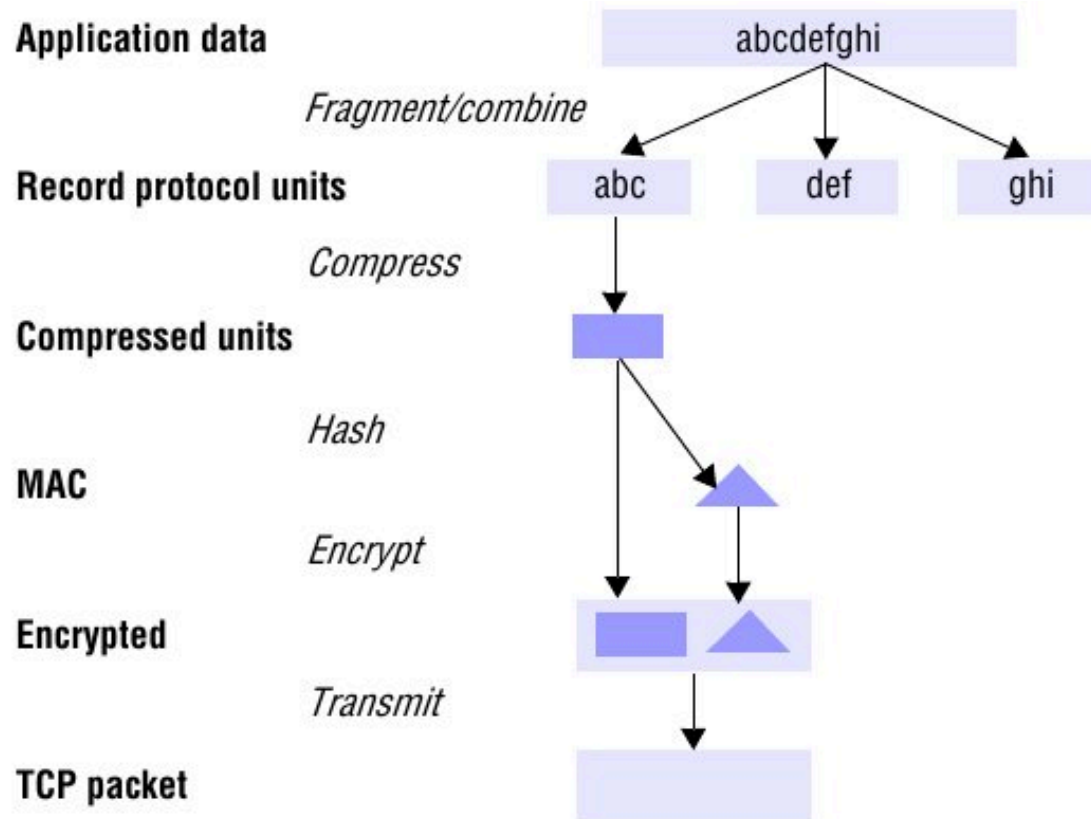 Application data
abcdefghi
Fragment/combine
Record protocol units
abc
def
ghi
Compress
Compressed units
Hash
MAC
Encrypt
Encrypted
Transmit
TCP packet